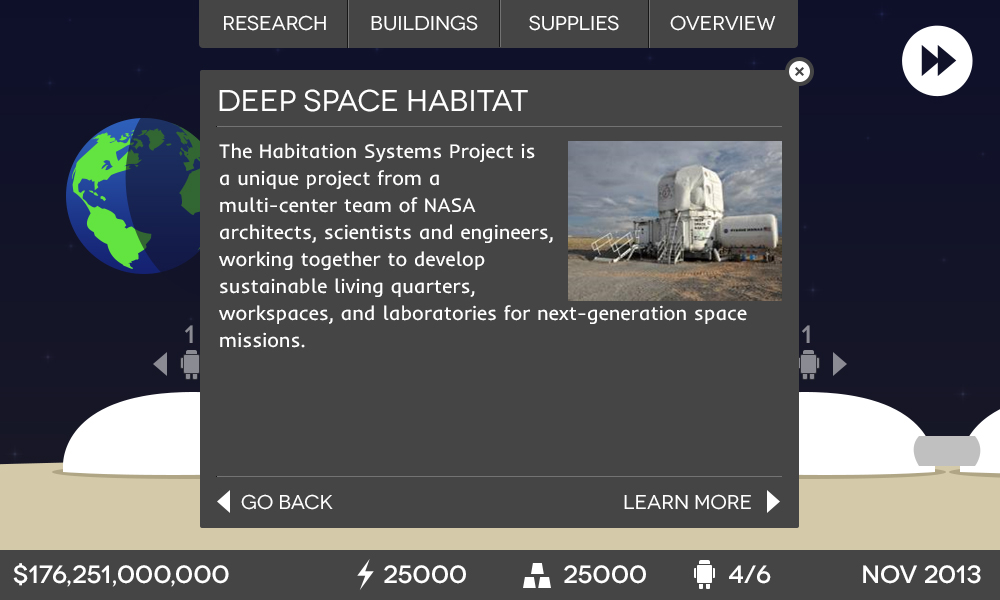 RESEARCH BUILDINGS SUPPLIES OVERVIEW
DEEP SPACE HABITAT
The Habitation Systems Project is
a unique project from a
multi-center team of NASA
architects, scientists and engineers,
working together to develop
sustainable living quarters,
workspaces, and laboratories for next-generation space
missions.
1 1
GO BACK LEARN MORE
$176,251,000,000 25000 25000 4/6 NOV 2013